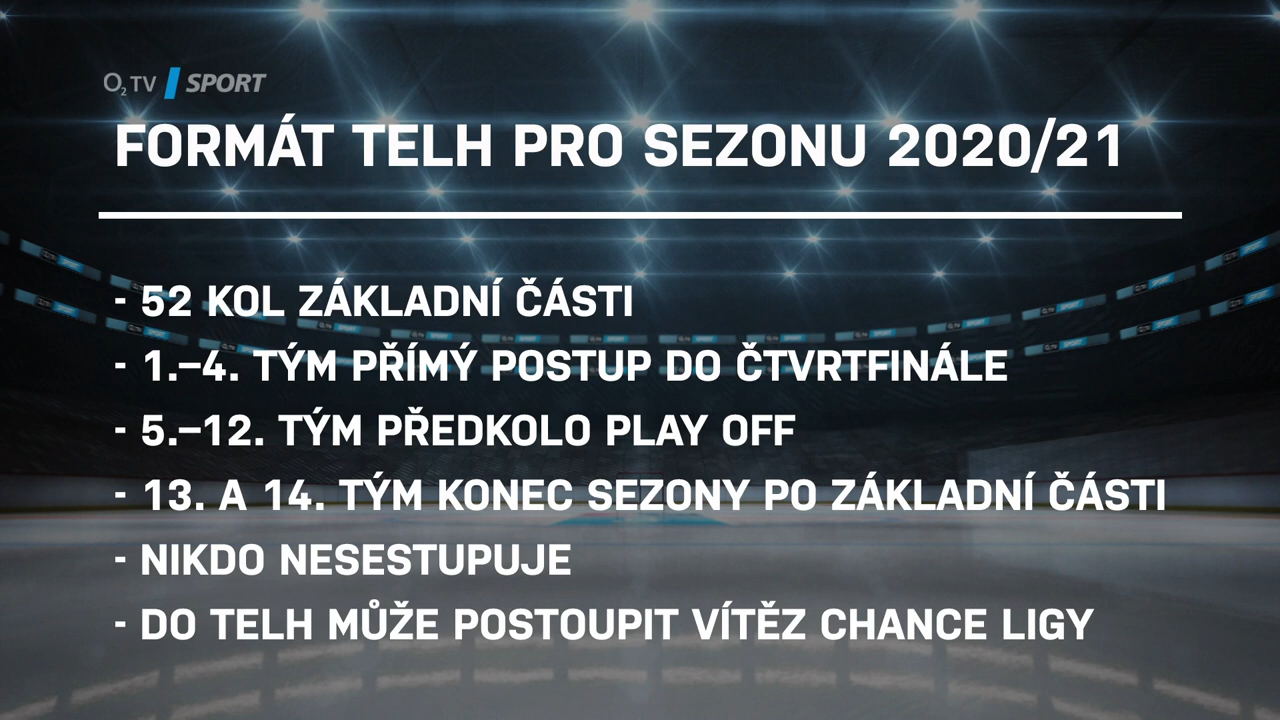 O2 TV SPORT
FORMÁT TELH PRO SEZONU 2020/21
- 52 KOL ZÁKLADNÍ ČÁSTI
- 1.–4. TÝM PŘÍMÝ POSTUP DO ČTVRTFINÁLE
- 5.–12. TÝM PŘEDKOLO PLAY OFF
- 13. A 14. TÝM KONEC SEZONY PO ZÁKLADNÍ ČÁSTI
- NIKDO NESESTUPUJE
- DO TELH MŮŽE POSTOUPIT VÍTĚZ CHANCE LIGY